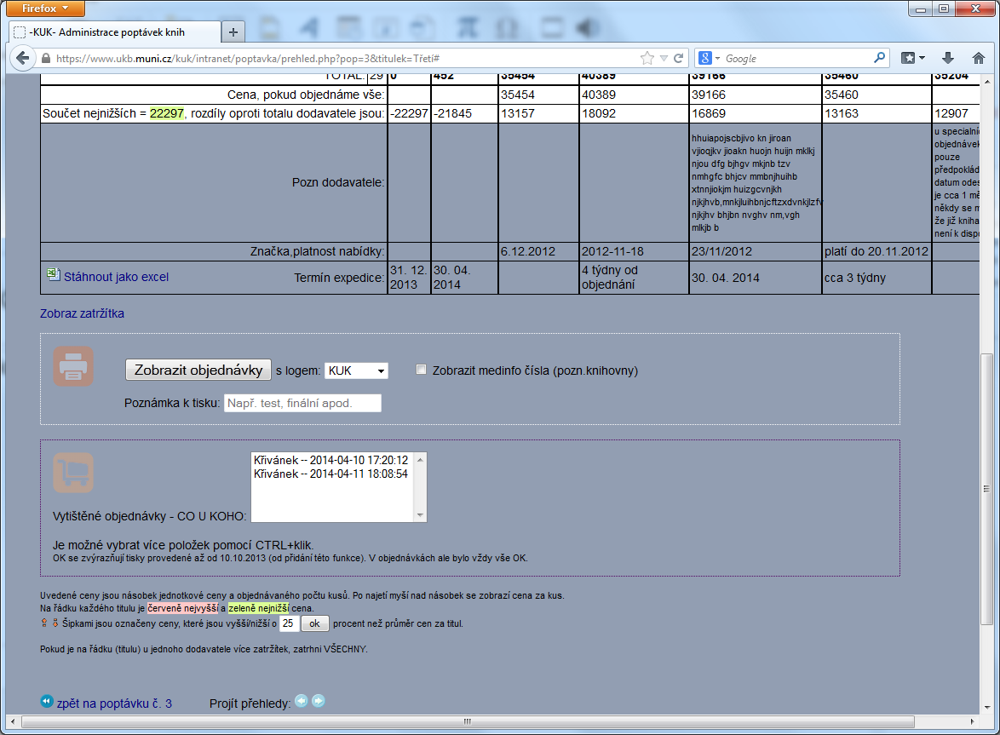 Firefox
-KUK- Administrace poptávek knih
https://www.ukb.muni.cz/kuk/intranet/poptavka/prehled.php?pop=3&titulek=Třetí#
Google
TOTAL: 29 0 452 35454 40389 39166 35460 35204
Cena, pokud objednáme vše: 35454 40389 39166 35460
Součet nejnižších = 22297, rozdíly oproti totalu dodavatele jsou: -22297 -21845 13157 18092 16869 13163 12907
Pozn dodavatele:
hhuiapojscbjivo kn jiroan
vjioqjkv jioakn huojn huijn mklkj
njou dfg bjhgv mkjnb tzv
nmhgfc bhjcv mmbnjhuihb
xtnnjiokjm huizgcvnjkh
njkjhvb,mnkjluihbnjcftzxdvnkjlzfv
njkjhv bhjbn nvghv nm,vgh
mlkjb b
u specialní
objednávek
pouze
předpoklád
datum odes
je cca 1 mě
někdy se m
že již kniha
není k dispo
Značka,platnost nabídky: 6.12.2012 2012-11-18 23/11/2012 platí do 20.11.2012
Stáhnout jako excel
Termín expedice: 31. 12. 2013 30. 04. 2014 4 týdny od objednání 30. 04. 2014 cca 3 týdny
Zobraz zatržítka
Zobrazit objednávky s logem: KUK Zobrazit medinfo čísla (pozn.knihovny)
Poznámka k tisku: Např. test, finální apod.
Křivánek -- 2014-04-10 17:20:12
Křivánek -- 2014-04-11 18:08:54
Vytištěné objednávky - CO U KOHO:
Je možné vybrat více položek pomocí CTRL+klik.
OK se zvýrazňují tisky provedené až od 10.10.2013 (od přidání této funkce). V objednávkách ale bylo vždy vše OK.
Uvedené ceny jsou násobek jednotkové ceny a objednávaného počtu kusů. Po najetí myší nad násobek se zobrazí cena za kus.
Na řádku každého titulu je červeně nejvyšší a zeleně nejnižší cena.
Šipkami jsou označeny ceny, které jsou vyšší/nižší o 25 ok procent než průměr cen za titul.
Pokud je na řádku (titulu) u jednoho dodavatele více zatržítek, zatrhni VŠECHNY.
zpět na poptávku č. 3 Projít přehledy: